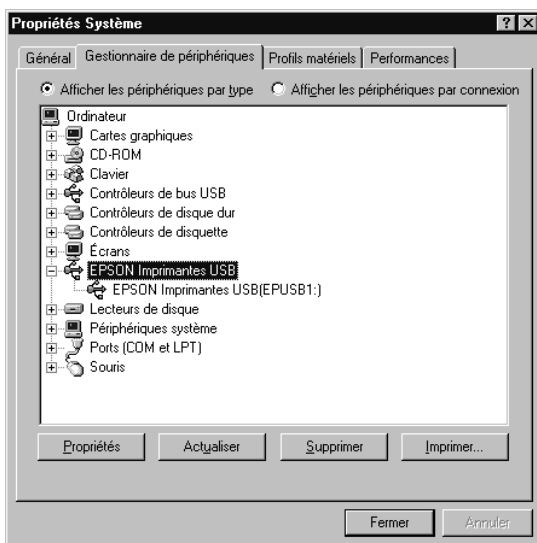 Propriétés Système
Général Gestionnaire de périphériques Profils matériels Performances
Afficher les périphériques par type Afficher les périphériques par connexion
Ordinateur
Cartes graphiques
CD-ROM
Clavier
Contrôleurs de bus USB
Contrôleurs de disque dur
Contrôleurs de disquette
Écrans
EPSON Imprimantes USB
EPSON Imprimantes USB(EPUSB1:)
Lecteurs de disque
Périphériques système
Ports (COM et LPT)
Souris
Propriétés Actualiser Supprimer Imprimer...
Fermer Annuler